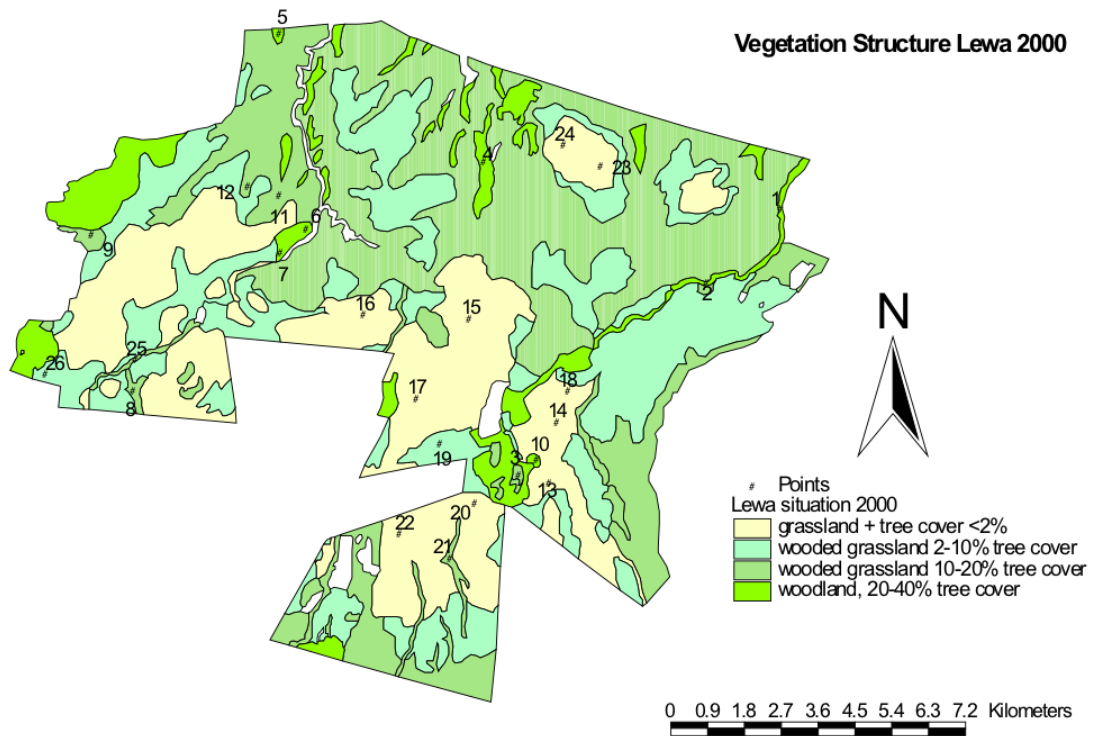 5
Vegetation Structure Lewa 2000
24
4
23
12
1
11
6
9
7
2
16
15
N
25
26
18
17
14
8
19
3
10
13
# Points
Lewa situation 2000
20
22
grassland + tree cover <2%
21
wooded grassland 2-10% tree cover
wooded grassland 10-20% tree cover
woodland, 20-40% tree cover
0 0.9 1.8 2.7 3.6 4.5 5.4 6.3 7.2 Kilometers